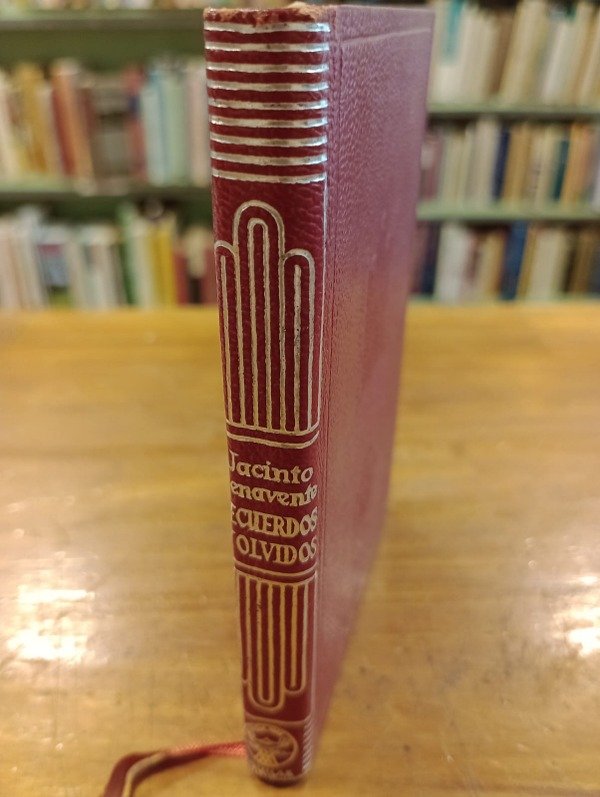 Jacinto
enavente
ECUERDOS
OLVIDOS